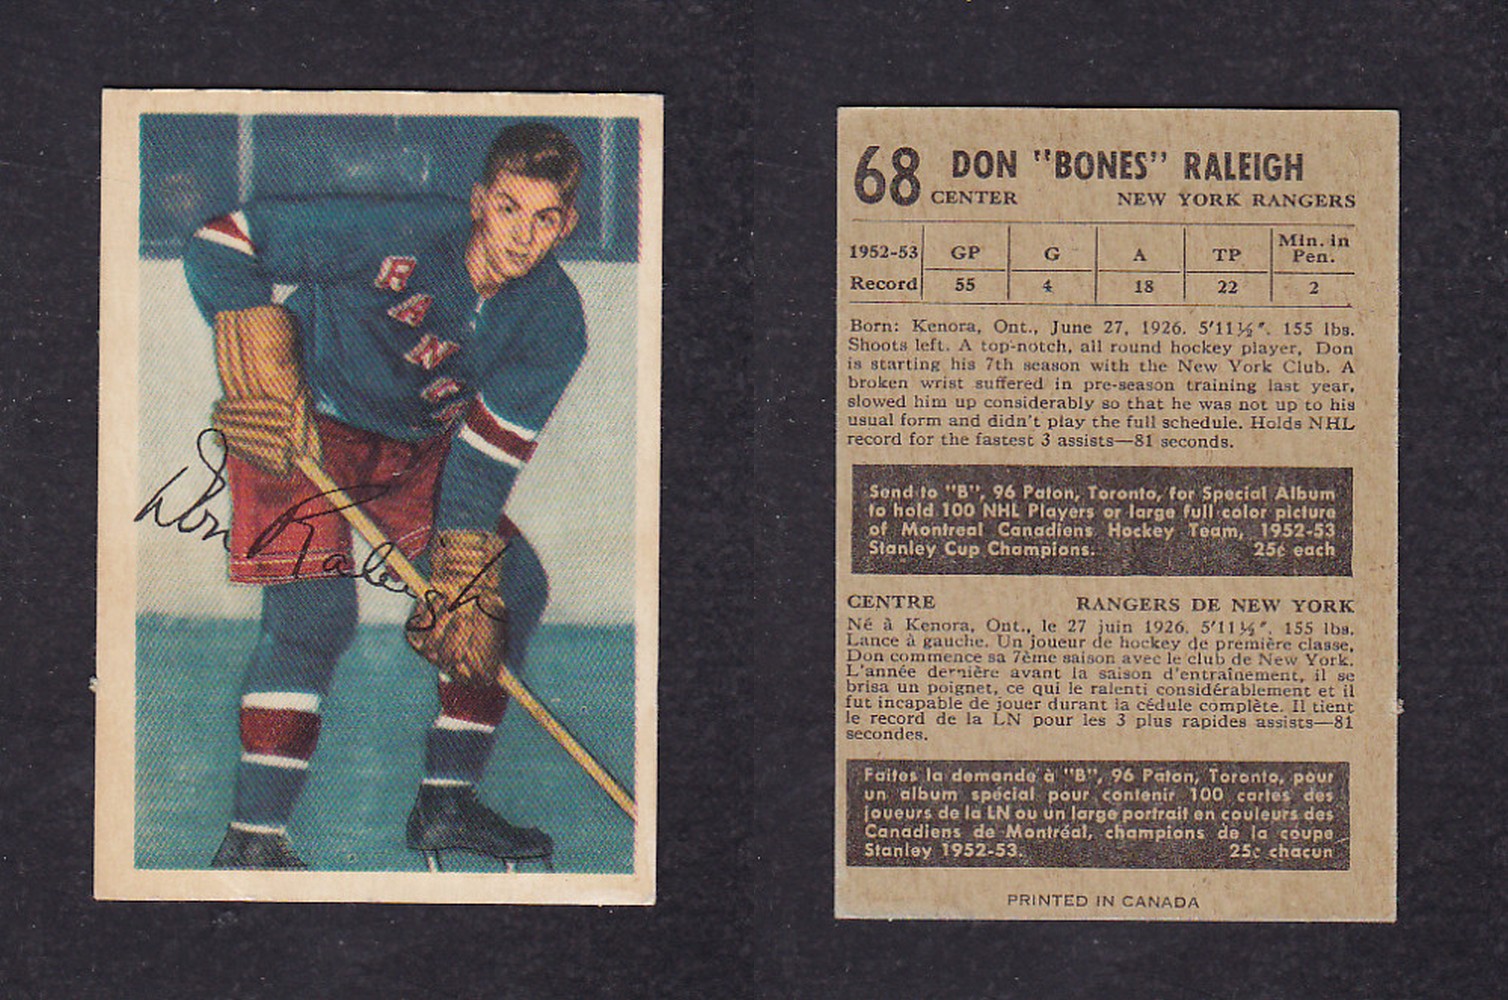 RANGERS
Don Raleigh
68 DON "BONES" RALEIGH
CENTER NEW YORK RANGERS
1952-53 GP G A TP Min. in Pen.
Record 55 4 18 22 2
Born: Kenora, Ont., June 27, 1926. 5'11½". 155 lbs.
Shoots left. A top-notch, all round hockey player, Don
is starting his 7th season with the New York Club. A
broken wrist suffered in pre-season training last year,
slowed him up considerably so that he was not up to his
usual form and didn't play the full schedule. Holds NHL
record for the fastest 3 assists—81 seconds.
Send to "B", 96 Paton, Toronto, for Special Album
to hold 100 NHL Players or large full color picture
of Montreal Canadiens Hockey Team, 1952-53
Stanley Cup Champions. 25¢ each
CENTRE RANGERS DE NEW YORK
Né à Kenora, Ont., le 27 juin 1926. 5'11½". 155 lbs.
Lance à gauche. Un joueur de hockey de première classe,
Don commence sa 7ème saison avec le club de New York.
L'année dernière avant la saison d'entraînement, il se
brisa un poignet, ce qui le ralenti considérablement et il
fut incapable de jouer durant la cédule complète. Il tient
le record de la LN pour les 3 plus rapides assists—81
secondes.
Faites la demande à "B", 96 Paton, Toronto, pour
un album spécial pour contenir 100 cartes des
joueurs de la LN ou un large portrait en couleurs des
Canadiens de Montréal, champions de la coupe
Stanley 1952-53. 25¢ chacun
PRINTED IN CANADA